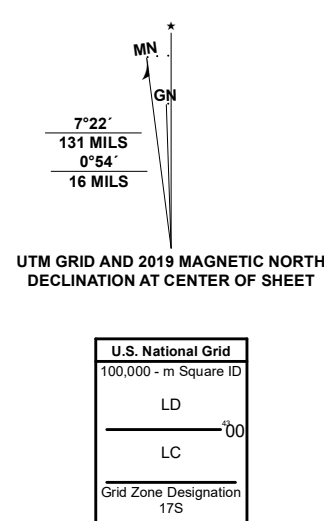 ★
MN
GN
7°22´
131 MILS
0°54´
16 MILS
UTM GRID AND 2019 MAGNETIC NORTH
DECLINATION AT CENTER OF SHEET
U.S. National Grid
100,000 - m Square ID
LD
4300
LC
Grid Zone Designation
17S